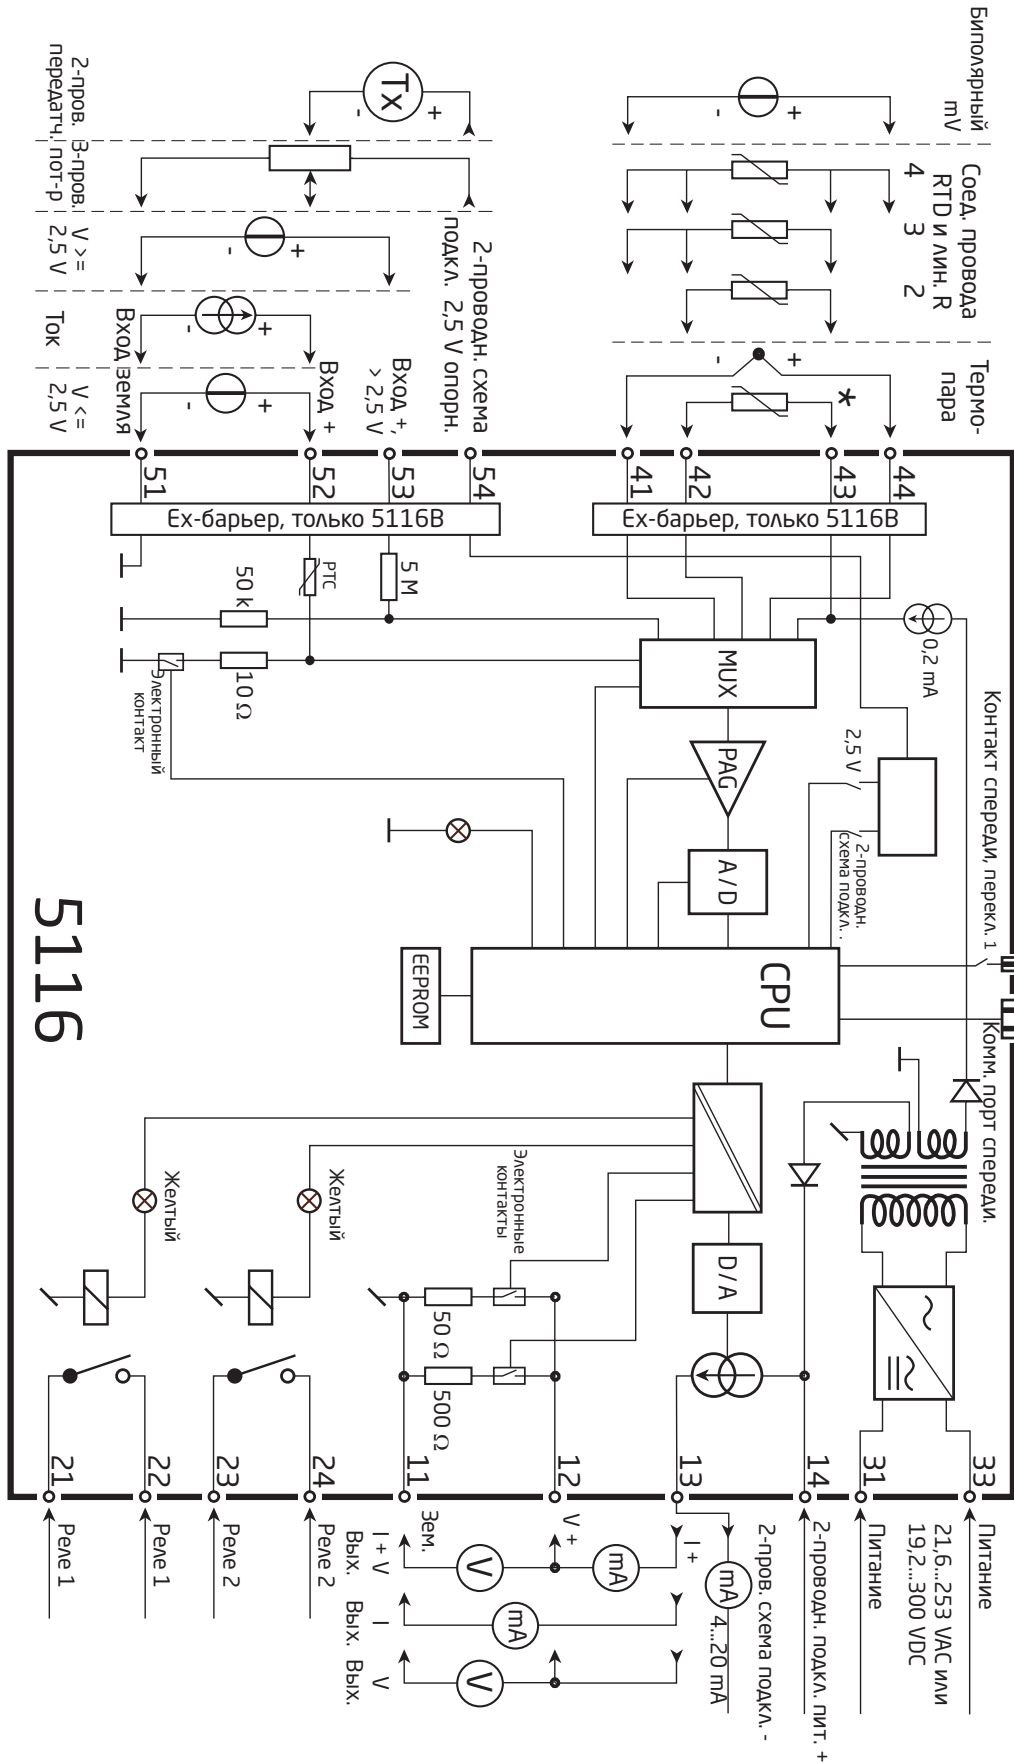 Биполярный
mV
-
+
Соед. провода
RTD и лин. R
4
3
2
Термо-
пара
-
+
*
2-пров.
передатч.
Tx
-
+
3-пров.
пот-р
V >=
2,5 V
-
+
Ток
-
+
V <=
2,5 V
-
+
Вход земля
Вход +
Вход +,
> 2,5 V
2-проводн. схема
подкл. 2,5 V опорн.
51
52
53
54
41
42
43
44
Ex-барьер, только 5116B
Ex-барьер, только 5116B
50 k
PTC
5 M
10 Ω
Электронный
контакт
0,2 mA
MUX
PAG
2,5 V
2-проводн.
схема подкл. .
A/D
Контакт спереди, перекл. 1
CPU
EEPROM
5116
Комм. порт спереди.
Желтый
Желтый
Электронные
контакты
D/A
50 Ω
500 Ω
21
22
23
24
11
12
13
14
31
33
Реле 1
Реле 1
Реле 2
Реле 2
Зем.
V +
I +
2-пров. схема подкл. -
2-проводн. подкл. пит. +
Питание
Питание
21,6...253 VAC или
19,2...300 VDC
V
mA
mA
4...20 mA
I + V
Вых.
mA
I
Вых.
V
V
Вых.